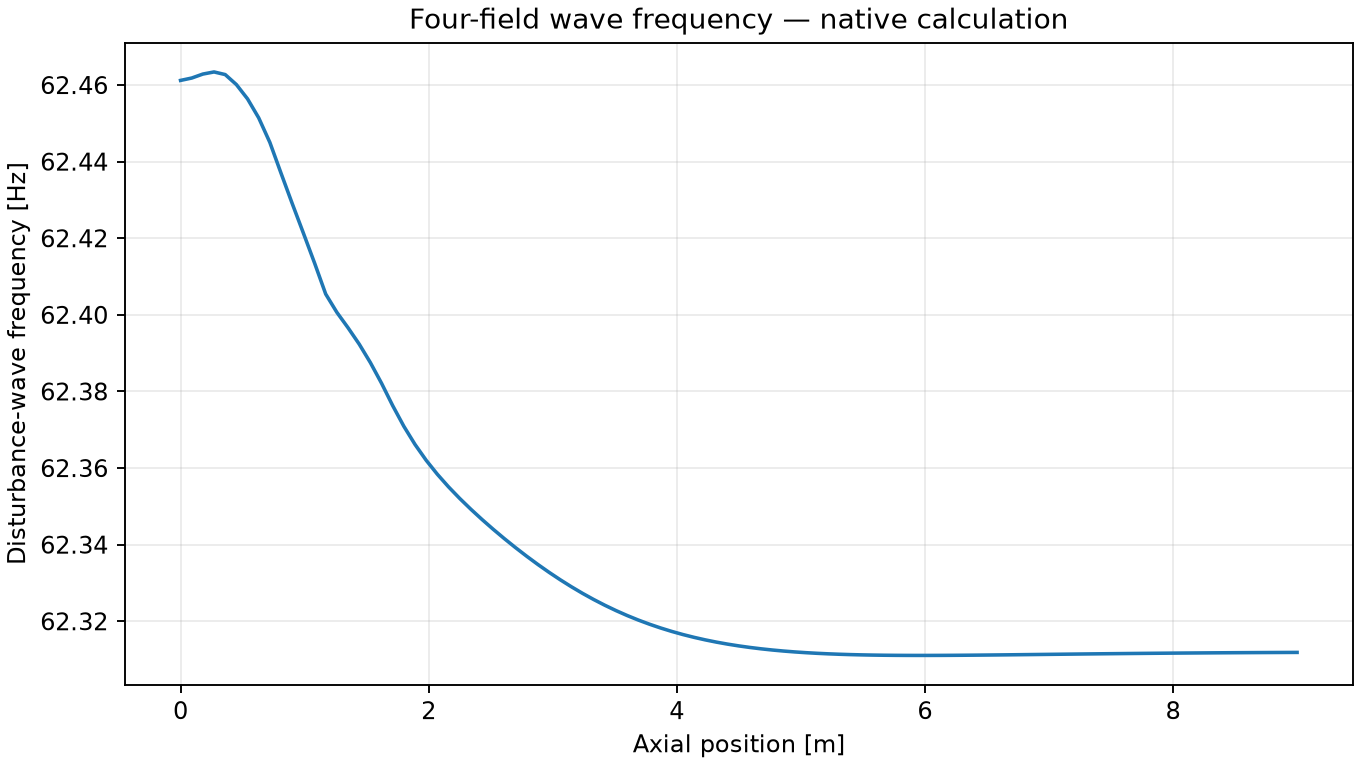 Four-field wave frequency — native calculation
Disturbance-wave frequency [Hz]
62.46
62.44
62.42
62.40
62.38
62.36
62.34
62.32
0 2 4 6 8
Axial position [m]